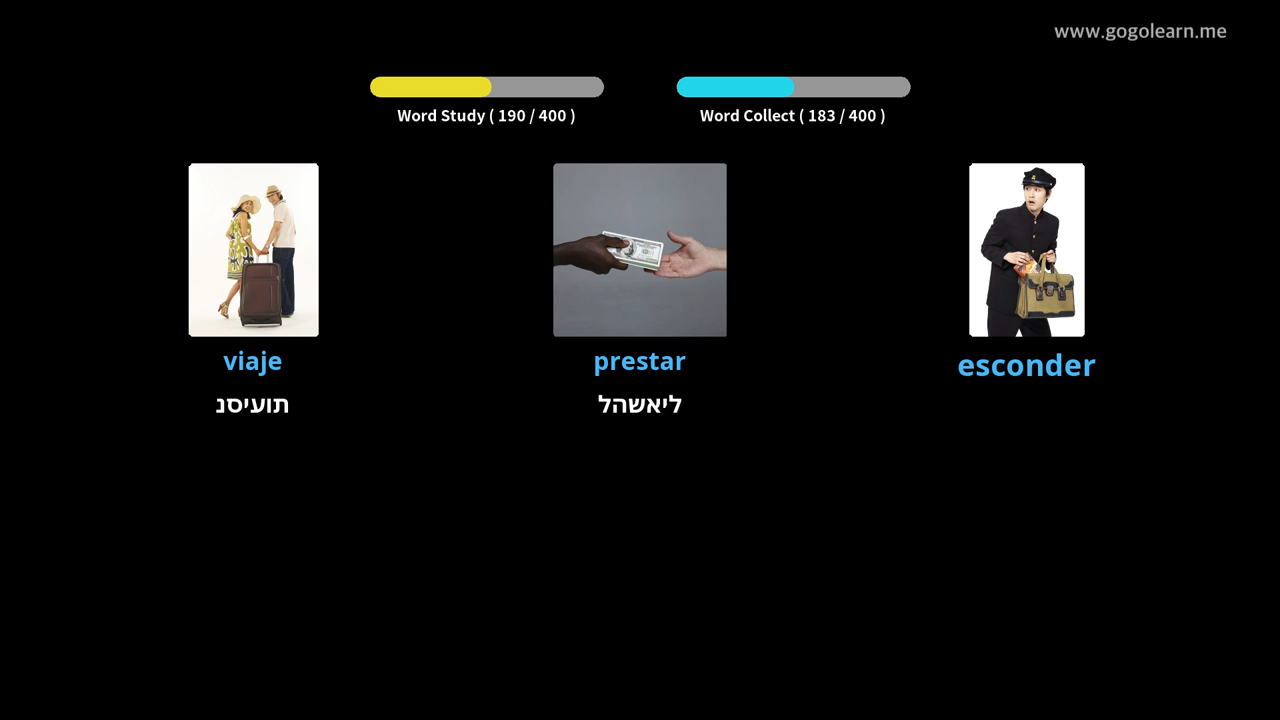 www.gogolearn.me
Word Study ( 190 / 400 )
Word Collect ( 183 / 400 )
viaje
תועיסנ
prestar
ליאשהל
esconder